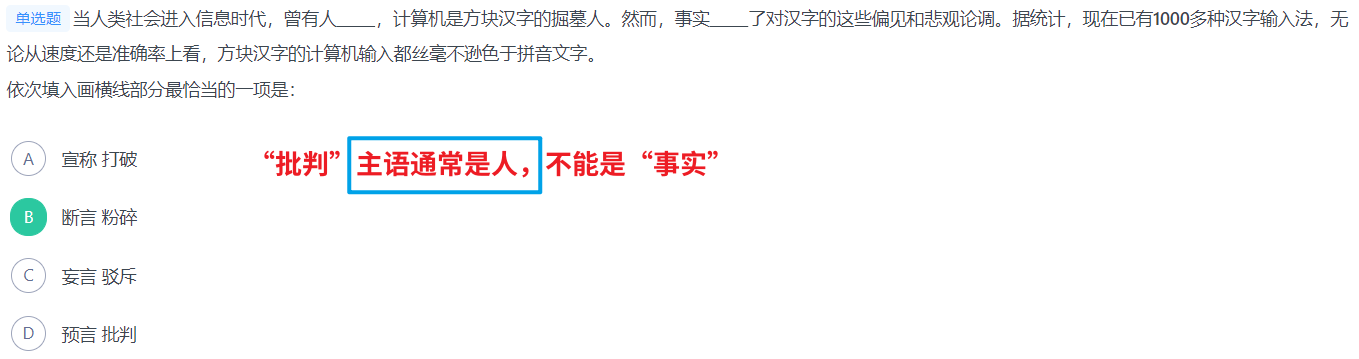 单选题 当人类社会进入信息时代，曾有人____，计算机是方块汉字的掘墓人。然而，事实____了对汉字的这些偏见和悲观论调。据统计，现在已有1000多种汉字输入法，无
论从速度还是准确率上看，方块汉字的计算机输入都丝毫不逊色于拼音文字。
依次填入画横线部分最恰当的一项是：
A 宣称 打破
“批判” 主语通常是人，不能是“事实”
B 断言 粉碎
C 妄言 驳斥
D 预言 批判